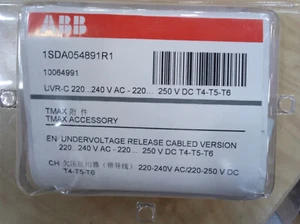 ABB
1SDA054891R1
10064991
UVR-C 220...240 V AC - 220... 250 V DC T4-T5-T6
TMAX 附件
TMAX ACCESSORY
EN UNDERVOLTAGE RELEASE CABLED VERSION
220...240 V AC - 220... 250 V DC T4-T5-T6
CH 欠压脱扣器（带导线） 220-240V AC/220-250 V DC
T4-T5-T6